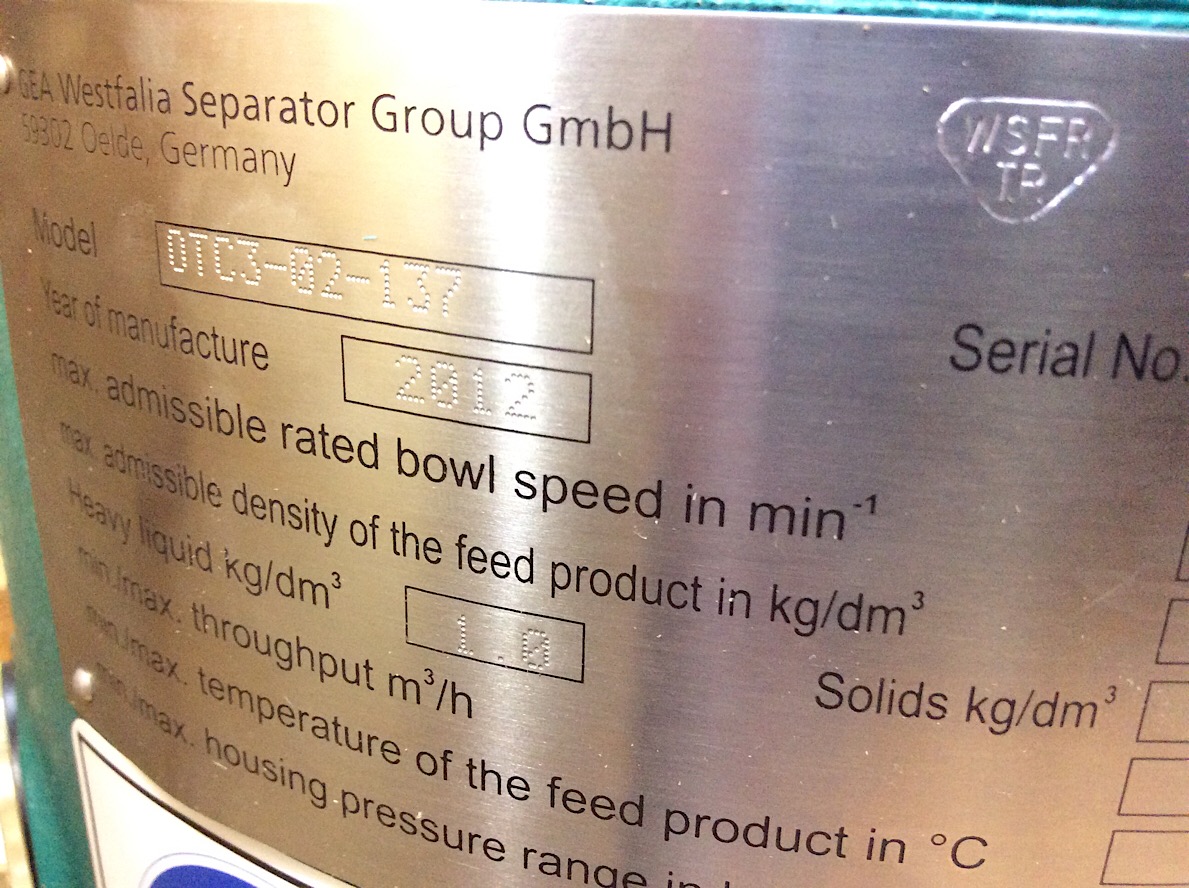 GEA Westfalia Separator Group GmbH
59302 Oelde, Germany
WSFR
TP
Model DTC3-02-137
Serial No.
Year of manufacture 2012
max. admissible rated bowl speed in min⁻¹
max. admissible density of the feed product in kg/dm³
Heavy liquid kg/dm³ 1.0
Solids kg/dm³
min./max. throughput m³/h
min./max. temperature of the feed product in °C
min./max. housing pressure range in